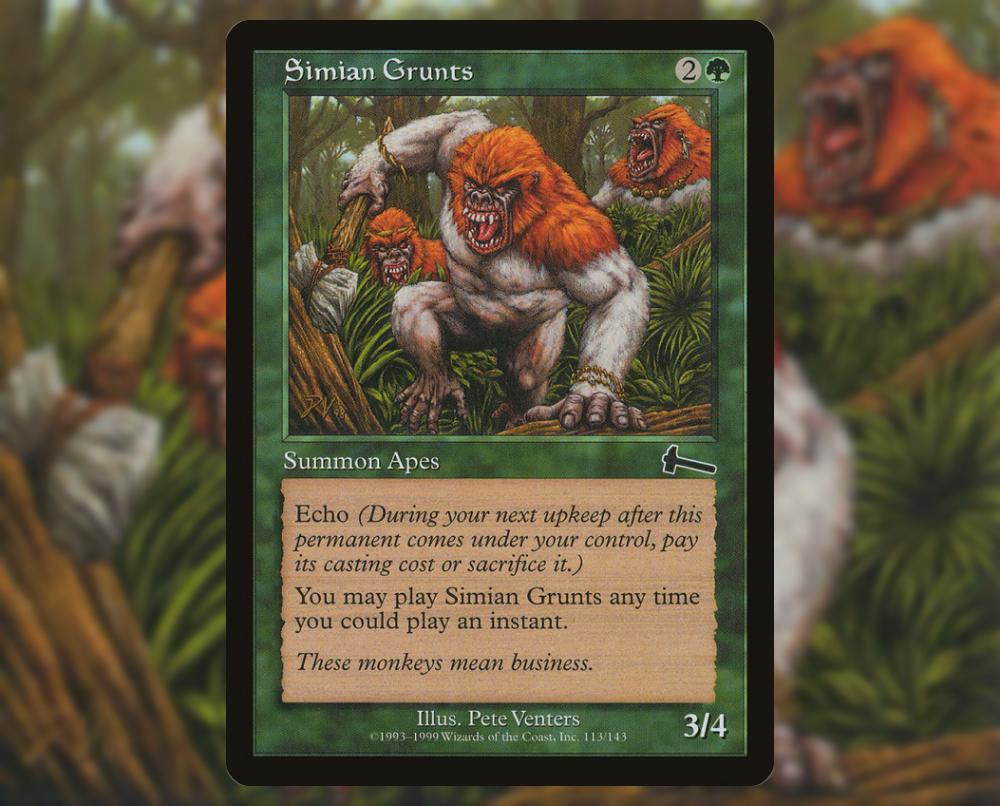 Simian Grunts 2
Summon Apes
Echo (During your next upkeep after this
permanent comes under your control, pay
its casting cost or sacrifice it.)
You may play Simian Grunts any time
you could play an instant.
These monkeys mean business.
Illus. Pete Venters
©1993–1999 Wizards of the Coast, Inc. 113/143
3/4